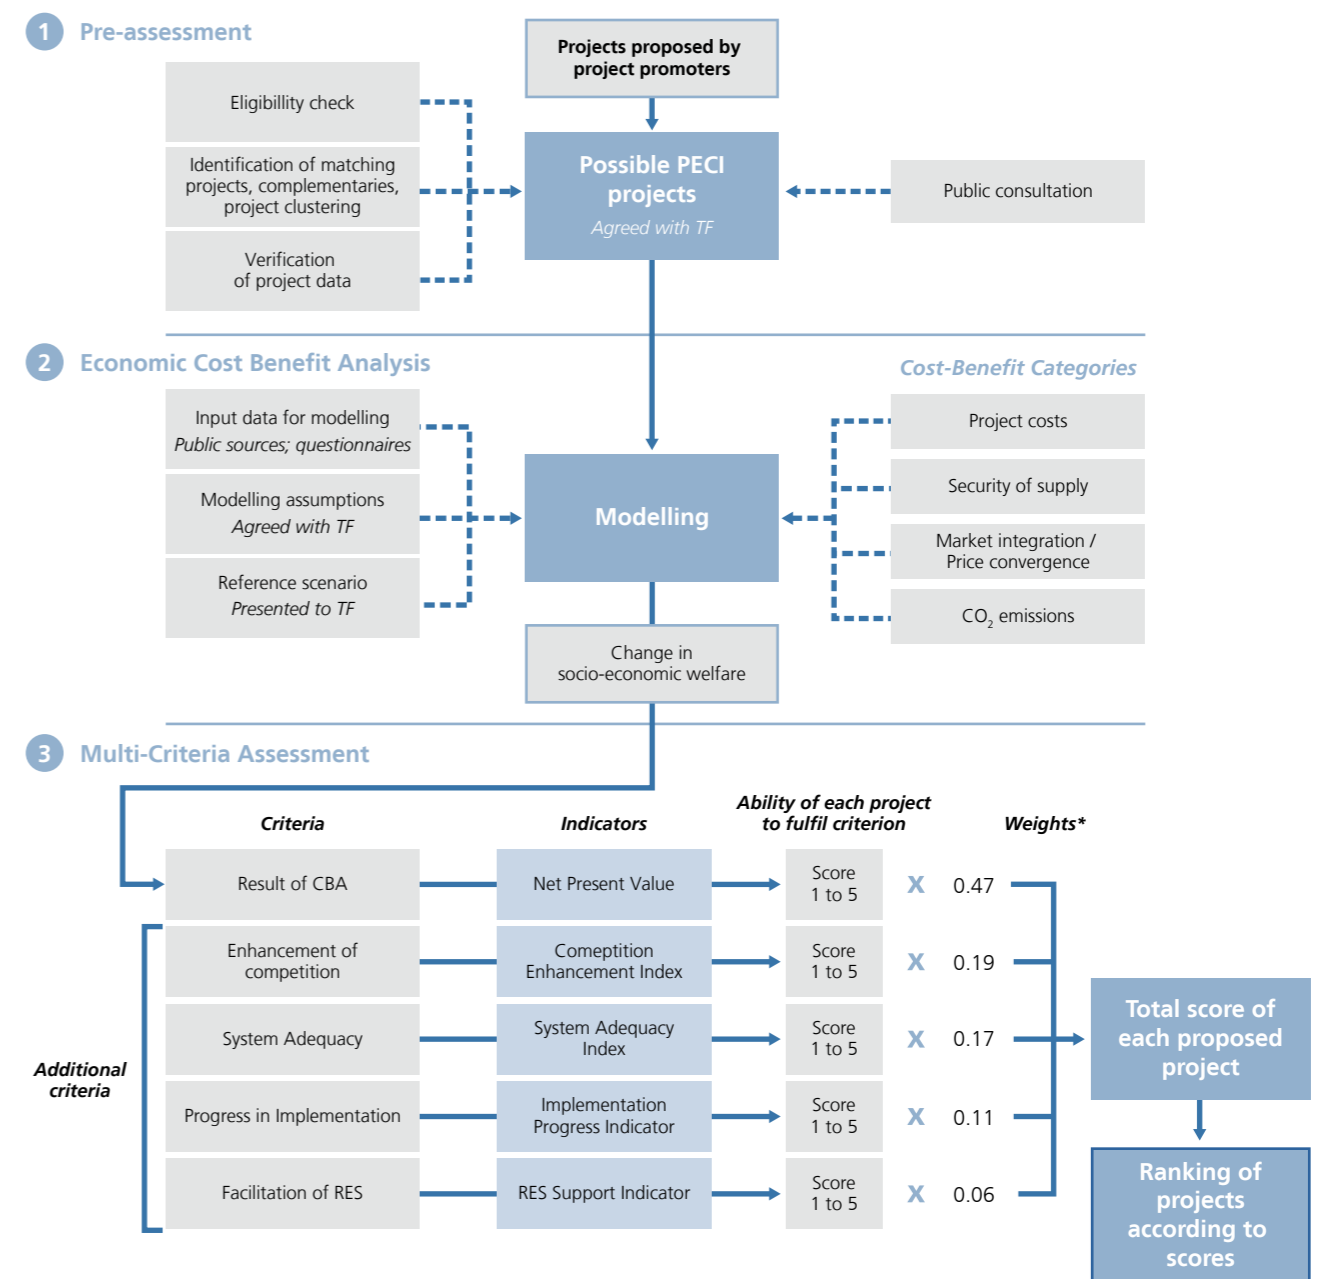 1 Pre-assessment
Projects proposed by
project promoters
Eligibillity check
Identification of matching
projects, complementaries,
project clustering
Verification
of project data
Possible PECI
projects
Agreed with TF
Public consultation
2 Economic Cost Benefit Analysis
Cost-Benefit Categories
Input data for modelling
Public sources; questionnaires
Modelling assumptions
Agreed with TF
Reference scenario
Presented to TF
Modelling
Project costs
Security of supply
Market integration /
Price convergence
CO₂ emissions
Change in
socio-economic welfare
3 Multi-Criteria Assessment
Criteria
Indicators
Ability of each project
to fulfil criterion
Weights*
Result of CBA
Net Present Value
Score
1 to 5
X 0.47
Enhancement of
competition
Comeptition
Enhancement Index
Score
1 to 5
X 0.19
System Adequacy
System Adequacy
Index
Score
1 to 5
X 0.17
Progress in Implementation
Implementation
Progress Indicator
Score
1 to 5
X 0.11
Facilitation of RES
RES Support Indicator
Score
1 to 5
X 0.06
Additional
criteria
Total score of
each proposed
project
Ranking of
projects
according to
scores